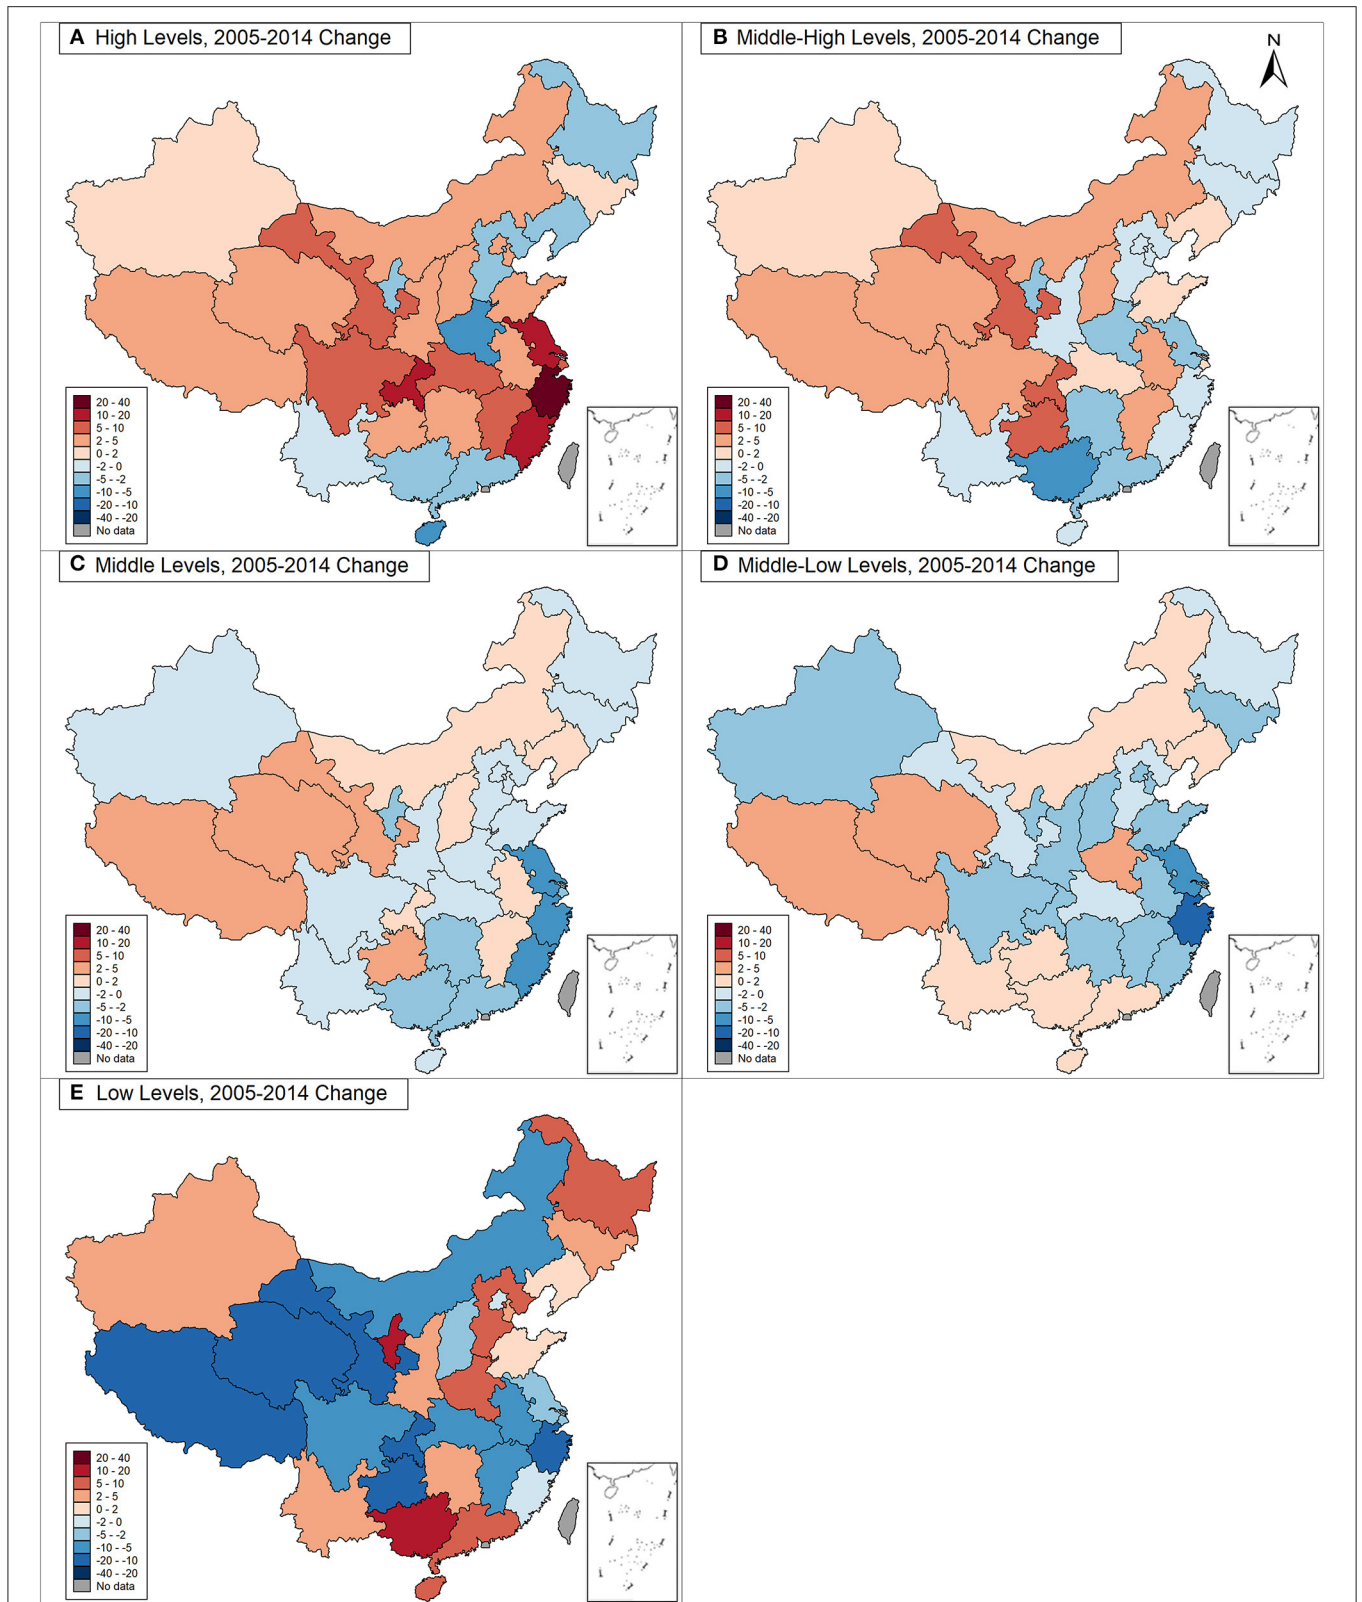 A High Levels, 2005-2014 Change
B Middle-High Levels, 2005-2014 Change
N
20 - 40
10 - 20
5 - 10
2 - 5
0 - 2
-2 - 0
-5 - -2
-10 - -5
-20 - -10
-40 - -20
No data
20 - 40
10 - 20
5 - 10
2 - 5
0 - 2
-2 - 0
-5 - -2
-10 - -5
-20 - -10
-40 - -20
No data
C Middle Levels, 2005-2014 Change
D Middle-Low Levels, 2005-2014 Change
20 - 40
10 - 20
5 - 10
2 - 5
0 - 2
-2 - 0
-5 - -2
-10 - -5
-20 - -10
-40 - -20
No data
20 - 40
10 - 20
5 - 10
2 - 5
0 - 2
-2 - 0
-5 - -2
-10 - -5
-20 - -10
-40 - -20
No data
E Low Levels, 2005-2014 Change
20 - 40
10 - 20
5 - 10
2 - 5
0 - 2
-2 - 0
-5 - -2
-10 - -5
-20 - -10
-40 - -20
No data